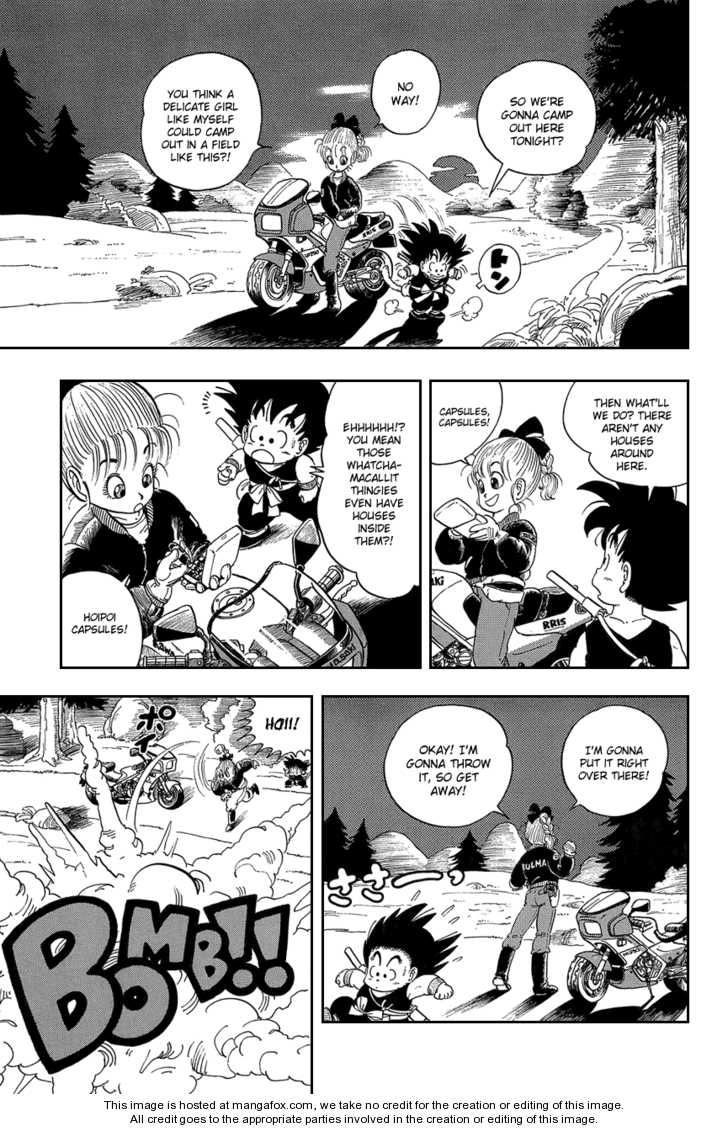 SO WE'RE
GONNA CAMP
OUT HERE
TONIGHT?
NO
WAY!
YOU THINK A
DELICATE GIRL
LIKE MYSELF
COULD CAMP
OUT IN A FIELD
LIKE THIS?!
トン
RRIS
THEN WHAT'LL
WE DO? THERE
AREN'T ANY
HOUSES
AROUND
HERE.
CAPSULES,
CAPSULES!
AKI
RRIS
EHHHHHH!?
YOU MEAN
THOSE
WHATCHA-
MACALLIT
THINGIES
EVEN HAVE
HOUSES
INSIDE
THEM?!
HOIPOI
CAPSULES!
I'M GONNA
PUT IT RIGHT
OVER THERE!
OKAY! I'M
GONNA THROW
IT, SO GET
AWAY!
BULMA
ささーっ
HOII!
ポイ
BOMB!!
This image is hosted at mangafox.com, we take no credit for the creation or editing of this image.
All credit goes to the appropriate parties involved in the creation or editing of this image.